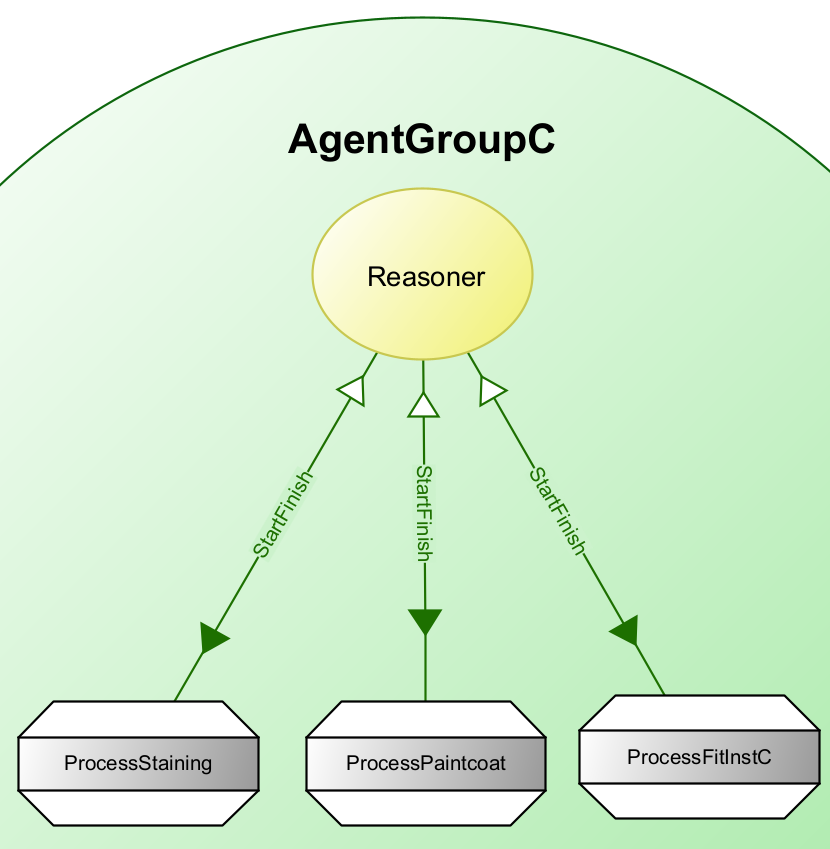 AgentGroupC
Reasoner
StartFinish
StartFinish
StartFinish
ProcessStaining
ProcessPaintcoat
ProcessFitInstC